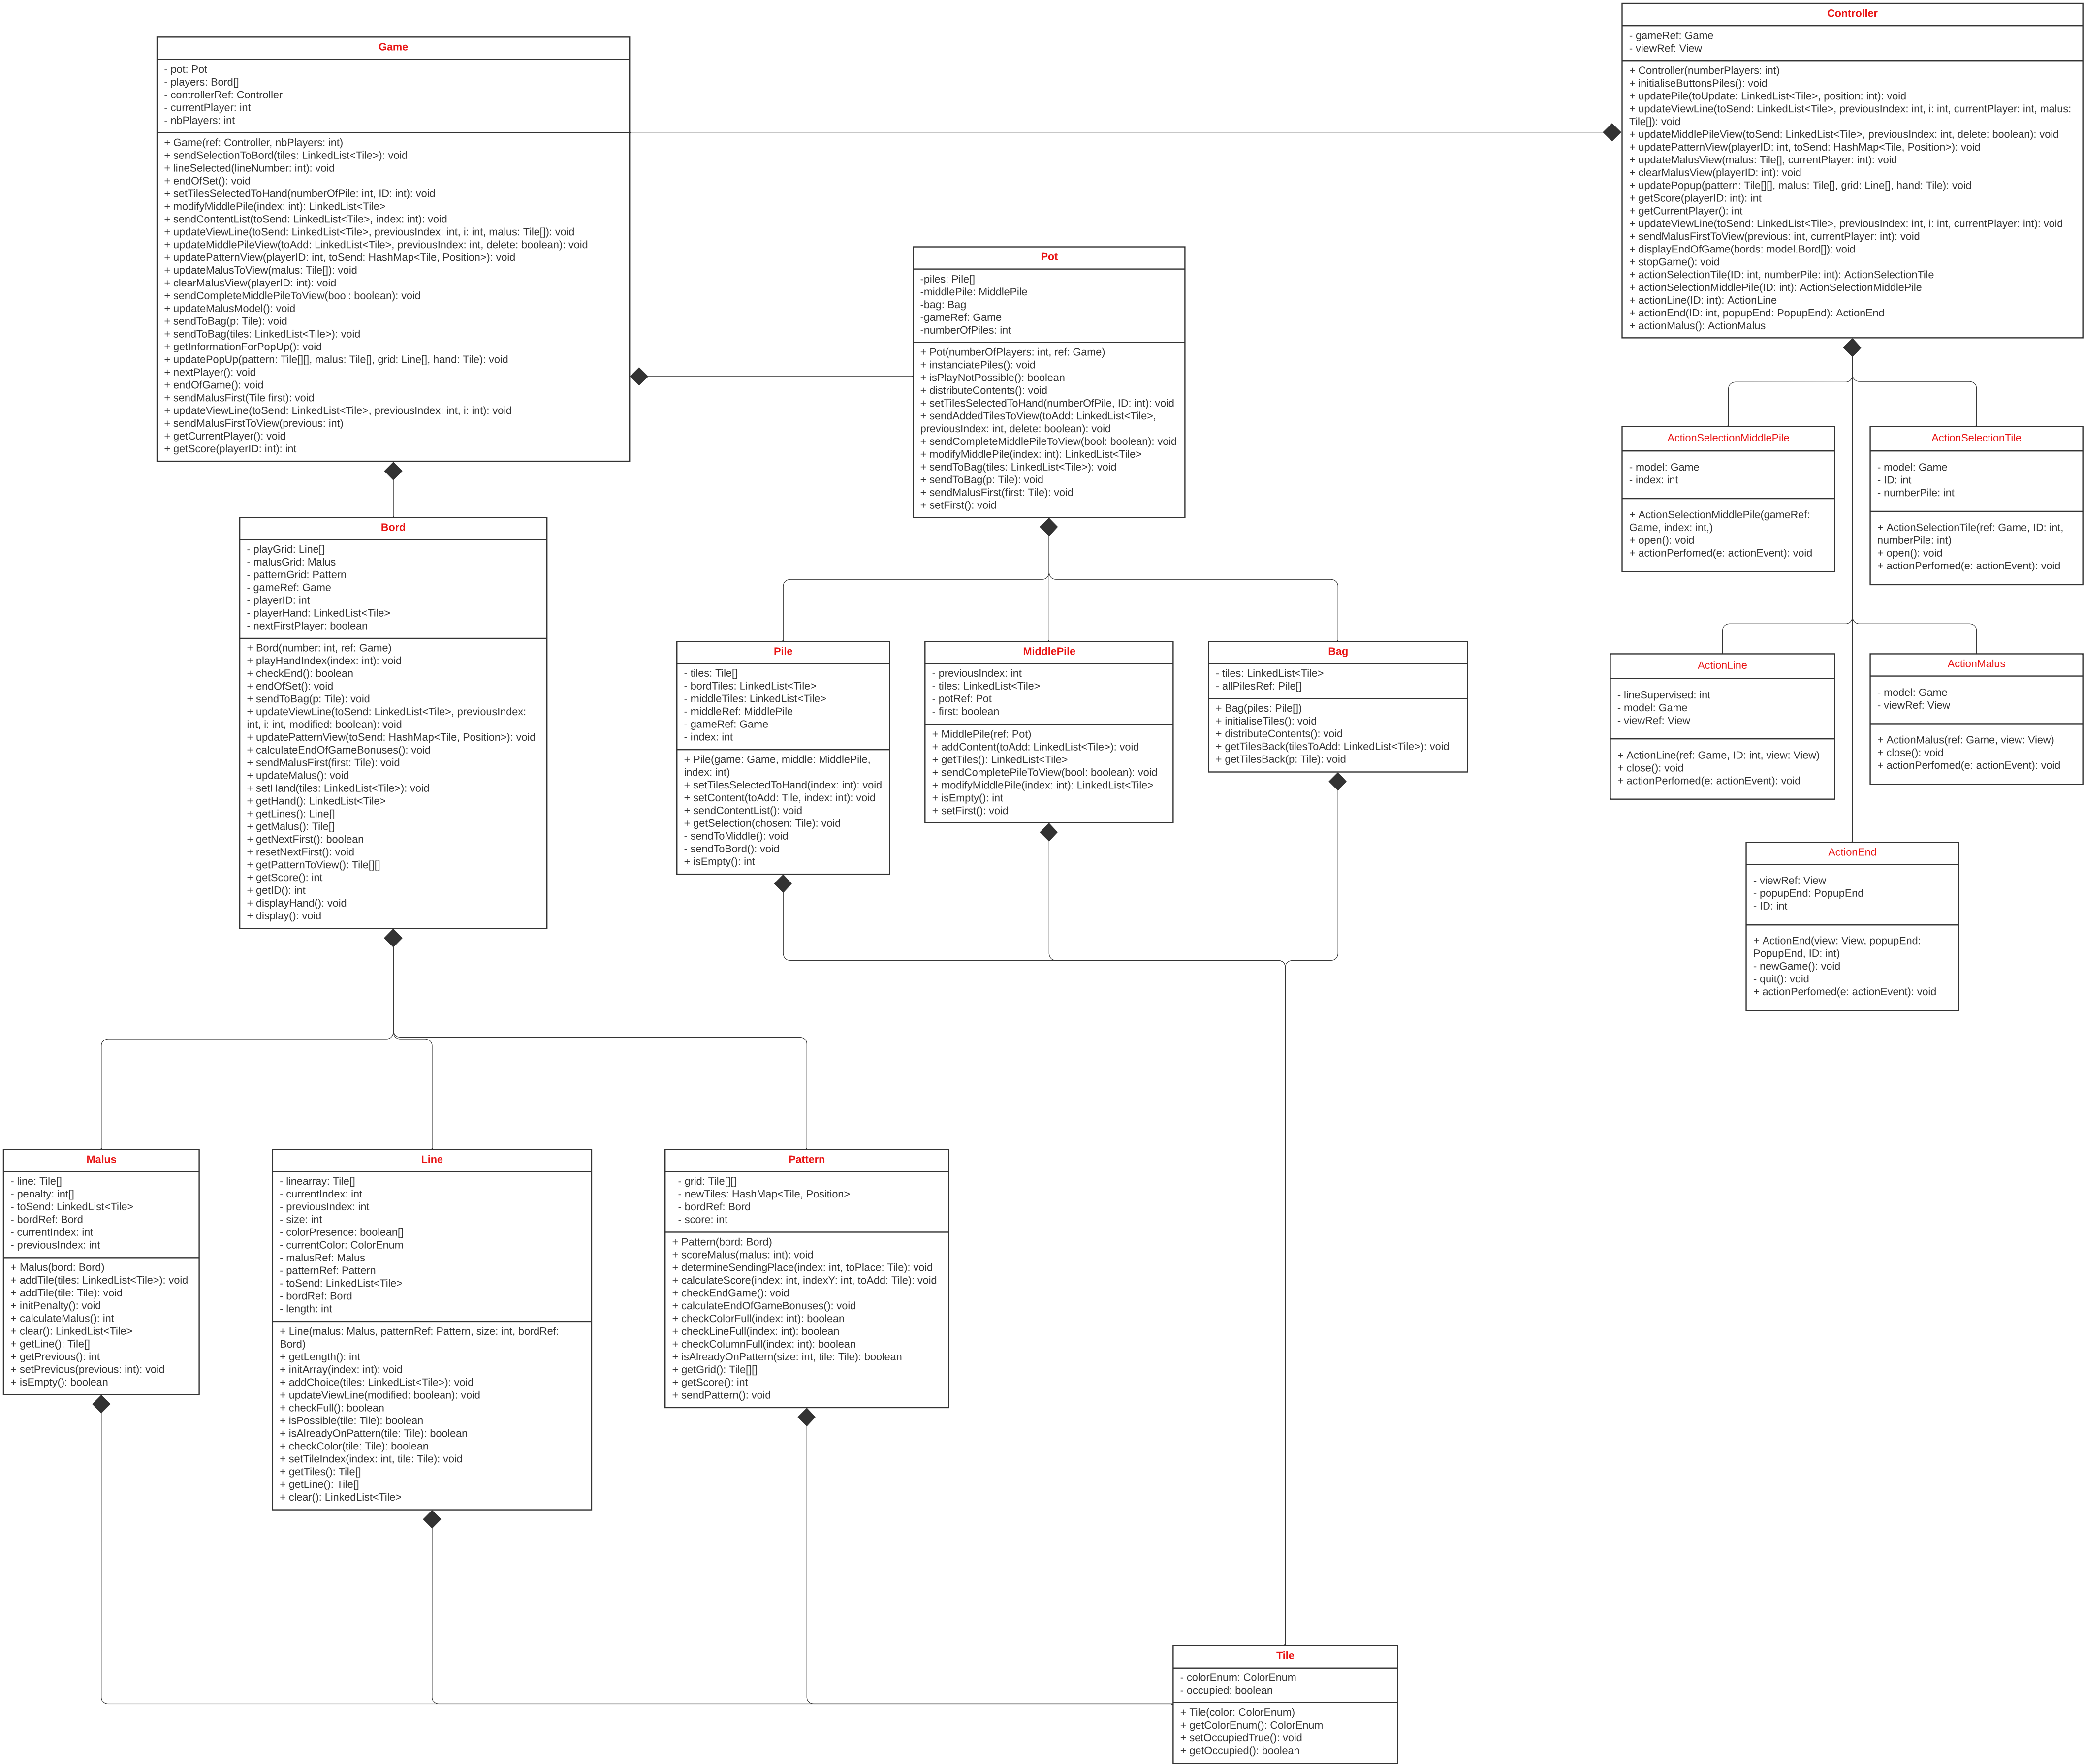 Game
- pot: Pot
- players: Bord[]
- controllerRef: Controller
- currentPlayer: int
- nbPlayers: int
+ Game(ref: Controller, nbPlayers: int)
+ sendSelectionToBord(tiles: LinkedList<Tile>): void
+ lineSelected(lineNumber: int): void
+ endOfSet(): void
+ setTilesSelectedToHand(numberOfPile: int, ID: int): void
+ modifyMiddlePile(index: int): LinkedList<Tile>
+ sendContentList(toSend: LinkedList<Tile>, index: int): void
+ updateViewLine(toSend: LinkedList<Tile>, previousIndex: int, i: int, malus: Tile[]): void
+ updateMiddlePileView(toAdd: LinkedList<Tile>, previousIndex: int, delete: boolean): void
+ updatePatternView(playerID: int, toSend: HashMap<Tile, Position>): void
+ updateMalusToView(malus: Tile[]): void
+ clearMalusView(playerID: int): void
+ sendCompleteMiddlePileToView(bool: boolean): void
+ updateMalusModel(): void
+ sendToBag(p: Tile): void
+ sendToBag(tiles: LinkedList<Tile>): void
+ getInformationForPopUp(): void
+ updatePopUp(pattern: Tile[][], malus: Tile[], grid: Line[], hand: Tile): void
+ nextPlayer(): void
+ endOfGame(): void
+ sendMalusFirst(Tile first): void
+ updateViewLine(toSend: LinkedList<Tile>, previousIndex: int, i: int): void
+ sendMalusFirstToView(previous: int)
+ getCurrentPlayer(): void
+ getScore(playerID: int): int
Controller
- gameRef: Game
- viewRef: View
+ Controller(numberPlayers: int)
+ initialiseButtonsPiles(): void
+ updatePile(toUpdate: LinkedList<Tile>, position: int): void
+ updateViewLine(toSend: LinkedList<Tile>, previousIndex: int, i: int, currentPlayer: int, malus:
Tile[]): void
+ updateMiddlePileView(toSend: LinkedList<Tile>, previousIndex: int, delete: boolean): void
+ updatePatternView(playerID: int, toSend: HashMap<Tile, Position>): void
+ updateMalusView(malus: Tile[], currentPlayer: int): void
+ clearMalusView(playerID: int): void
+ updatePopup(pattern: Tile[][], malus: Tile[], grid: Line[], hand: Tile): void
+ getScore(playerID: int): int
+ getCurrentPlayer(): int
+ updateViewLine(toSend: LinkedList<Tile>, previousIndex: int, i: int, currentPlayer: int): void
+ sendMalusFirstToView(previous: int, currentPlayer: int): void
+ displayEndOfGame(bords: model.Bord[]): void
+ stopGame(): void
+ actionSelectionTile(ID: int, numberPile: int): ActionSelectionTile
+ actionSelectionMiddlePile(ID: int): ActionSelectionMiddlePile
+ actionLine(ID: int): ActionLine
+ actionEnd(ID: int, popupEnd: PopupEnd): ActionEnd
+ actionMalus(): ActionMalus
Pot
-piles: Pile[]
-middlePile: MiddlePile
-bag: Bag
-gameRef: Game
-numberOfPiles: int
+ Pot(numberOfPlayers: int, ref: Game)
+ instanciatePiles(): void
+ isPlayNotPossible(): boolean
+ distributeContents(): void
+ setTilesSelectedToHand(numberOfPile, ID: int): void
+ sendAddedTilesToView(toAdd: LinkedList<Tile>,
previousIndex: int, delete: boolean): void
+ sendCompleteMiddlePileToView(bool: boolean): void
+ modifyMiddlePile(index: int): LinkedList<Tile>
+ sendToBag(tiles: LinkedList<Tile>): void
+ sendToBag(p: Tile): void
+ sendMalusFirst(first: Tile): void
+ setFirst(): void
ActionSelectionMiddlePile
- model: Game
- index: int
+ ActionSelectionMiddlePile(gameRef:
Game, index: int,)
+ open(): void
+ actionPerfomed(e: actionEvent): void
ActionSelectionTile
- model: Game
- ID: int
- numberPile: int
+ ActionSelectionTile(ref: Game, ID: int,
numberPile: int)
+ open(): void
+ actionPerfomed(e: actionEvent): void
Bord
- playGrid: Line[]
- malusGrid: Malus
- patternGrid: Pattern
- gameRef: Game
- playerID: int
- playerHand: LinkedList<Tile>
- nextFirstPlayer: boolean
+ Bord(number: int, ref: Game)
+ playHandIndex(index: int): void
+ checkEnd(): boolean
+ endOfSet(): void
+ sendToBag(p: Tile): void
+ updateViewLine(toSend: LinkedList<Tile>, previousIndex:
int, i: int, modified: boolean): void
+ updatePatternView(toSend: HashMap<Tile, Position>): void
+ calculateEndOfGameBonuses(): void
+ sendMalusFirst(first: Tile): void
+ updateMalus(): void
+ setHand(tiles: LinkedList<Tile>): void
+ getHand(): LinkedList<Tile>
+ getLines(): Line[]
+ getMalus(): Tile[]
+ getNextFirst(): boolean
+ resetNextFirst(): void
+ getPatternToView(): Tile[][]
+ getScore(): int
+ getID(): int
+ displayHand(): void
+ display(): void
Pile
- tiles: Tile[]
- bordTiles: LinkedList<Tile>
- middleTiles: LinkedList<Tile>
- middleRef: MiddlePile
- gameRef: Game
- index: int
+ Pile(game: Game, middle: MiddlePile,
index: int)
+ setTilesSelectedToHand(index: int): void
+ setContent(toAdd: Tile, index: int): void
+ sendContentList(): void
+ getSelection(chosen: Tile): void
- sendToMiddle(): void
- sendToBord(): void
+ isEmpty(): int
MiddlePile
- previousIndex: int
- tiles: LinkedList<Tile>
- potRef: Pot
- first: boolean
+ MiddlePile(ref: Pot)
+ addContent(toAdd: LinkedList<Tile>): void
+ getTiles(): LinkedList<Tile>
+ sendCompletePileToView(bool: boolean): void
+ modifyMiddlePile(index: int): LinkedList<Tile>
+ isEmpty(): int
+ setFirst(): void
Bag
- tiles: LinkedList<Tile>
- allPilesRef: Pile[]
+ Bag(piles: Pile[])
+ initialiseTiles(): void
+ distributeContents(): void
+ getTilesBack(tilesToAdd: LinkedList<Tile>): void
+ getTilesBack(p: Tile): void
ActionLine
- lineSupervised: int
- model: Game
- viewRef: View
+ ActionLine(ref: Game, ID: int, view: View)
+ close(): void
+ actionPerfomed(e: actionEvent): void
ActionMalus
- model: Game
- viewRef: View
+ ActionMalus(ref: Game, view: View)
+ close(): void
+ actionPerfomed(e: actionEvent): void
ActionEnd
- viewRef: View
- popupEnd: PopupEnd
- ID: int
+ ActionEnd(view: View, popupEnd:
PopupEnd, ID: int)
- newGame(): void
- quit(): void
+ actionPerfomed(e: actionEvent): void
Malus
- line: Tile[]
- penalty: int[]
- toSend: LinkedList<Tile>
- bordRef: Bord
- currentIndex: int
- previousIndex: int
+ Malus(bord: Bord)
+ addTile(tiles: LinkedList<Tile>): void
+ addTile(tile: Tile): void
+ initPenalty(): void
+ calculateMalus(): int
+ clear(): LinkedList<Tile>
+ getLine(): Tile[]
+ getPrevious(): int
+ setPrevious(previous: int): void
+ isEmpty(): boolean
Line
- linearray: Tile[]
- currentIndex: int
- previousIndex: int
- size: int
- colorPresence: boolean[]
- currentColor: ColorEnum
- malusRef: Malus
- patternRef: Pattern
- toSend: LinkedList<Tile>
- bordRef: Bord
- length: int
+ Line(malus: Malus, patternRef: Pattern, size: int, bordRef:
Bord)
+ getLength(): int
+ initArray(index: int): void
+ addChoice(tiles: LinkedList<Tile>): void
+ updateViewLine(modified: boolean): void
+ checkFull(): boolean
+ isPossible(tile: Tile): boolean
+ isAlreadyOnPattern(tile: Tile): boolean
+ checkColor(tile: Tile): boolean
+ setTileIndex(index: int, tile: Tile): void
+ getTiles(): Tile[]
+ getLine(): Tile[]
+ clear(): LinkedList<Tile>
Pattern
- grid: Tile[][]
- newTiles: HashMap<Tile, Position>
- bordRef: Bord
- score: int
+ Pattern(bord: Bord)
+ scoreMalus(malus: int): void
+ determineSendingPlace(index: int, toPlace: Tile): void
+ calculateScore(index: int, indexY: int, toAdd: Tile): void
+ checkEndGame(): void
+ calculateEndOfGameBonuses(): void
+ checkColorFull(index: int): boolean
+ checkLineFull(index: int): boolean
+ checkColumnFull(index: int): boolean
+ isAlreadyOnPattern(size: int, tile: Tile): boolean
+ getGrid(): Tile[][]
+ getScore(): int
+ sendPattern(): void
Tile
- colorEnum: ColorEnum
- occupied: boolean
+ Tile(color: ColorEnum)
+ getColorEnum(): ColorEnum
+ setOccupiedTrue(): void
+ getOccupied(): boolean